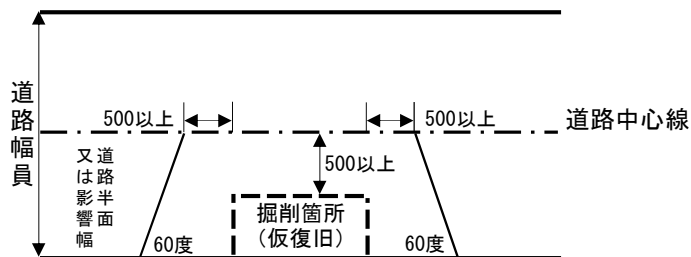 500以上
500以上
道路中心線
道路幅員
500以上
道路半面
又は影響幅
掘削箇所
(仮復旧)
60度
60度